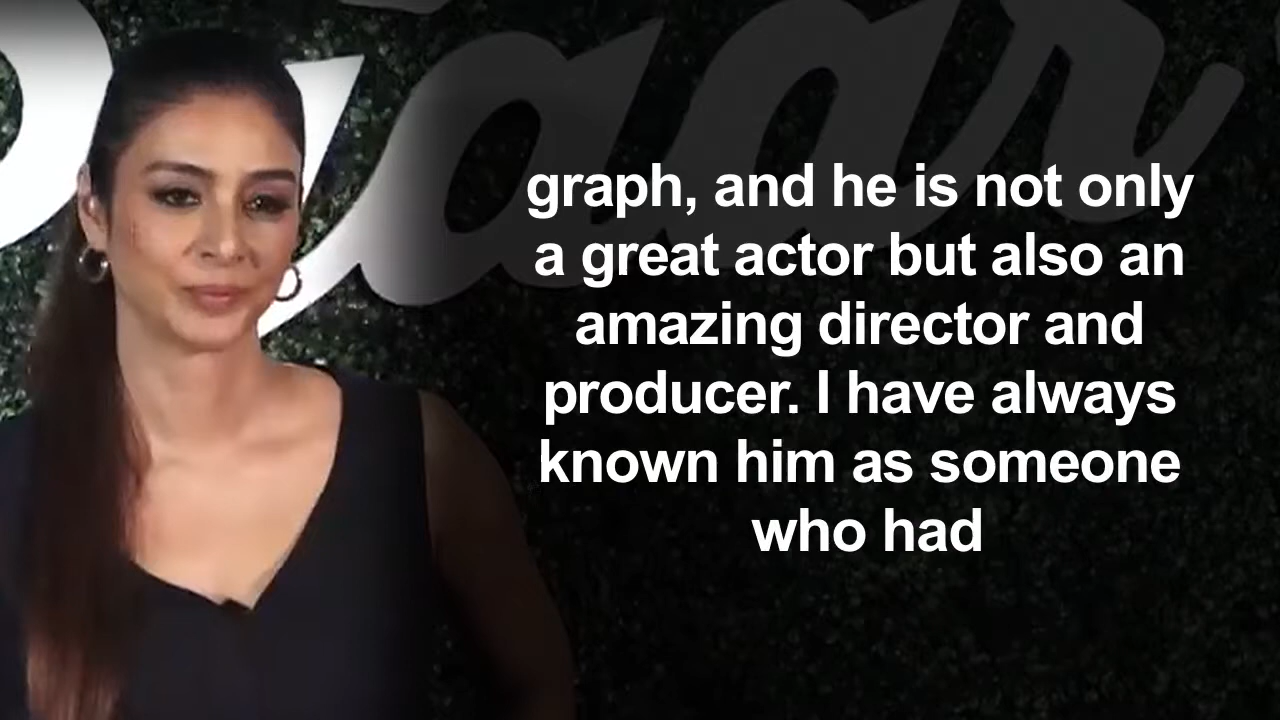 graph, and he is not only
a great actor but also an
amazing director and
producer. I have always
known him as someone
who had